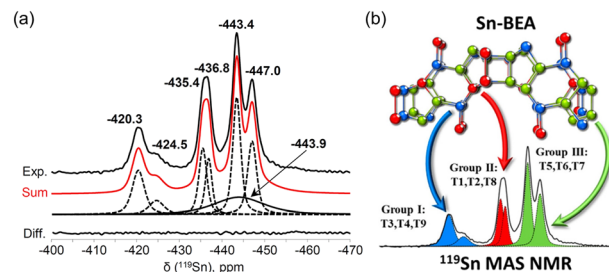 (a)
-443.4
-436.8
-435.4
-447.0
-420.3
-424.5
-443.9
Exp.
Sum
Diff.
-400 -410 -420 -430 -440 -450 -460 -470
δ (¹¹⁹Sn), ppm
(b)
Sn-BEA
Group III:
T5,T6,T7
Group II:
T1,T2,T8
Group I:
T3,T4,T9
¹¹⁹Sn MAS NMR